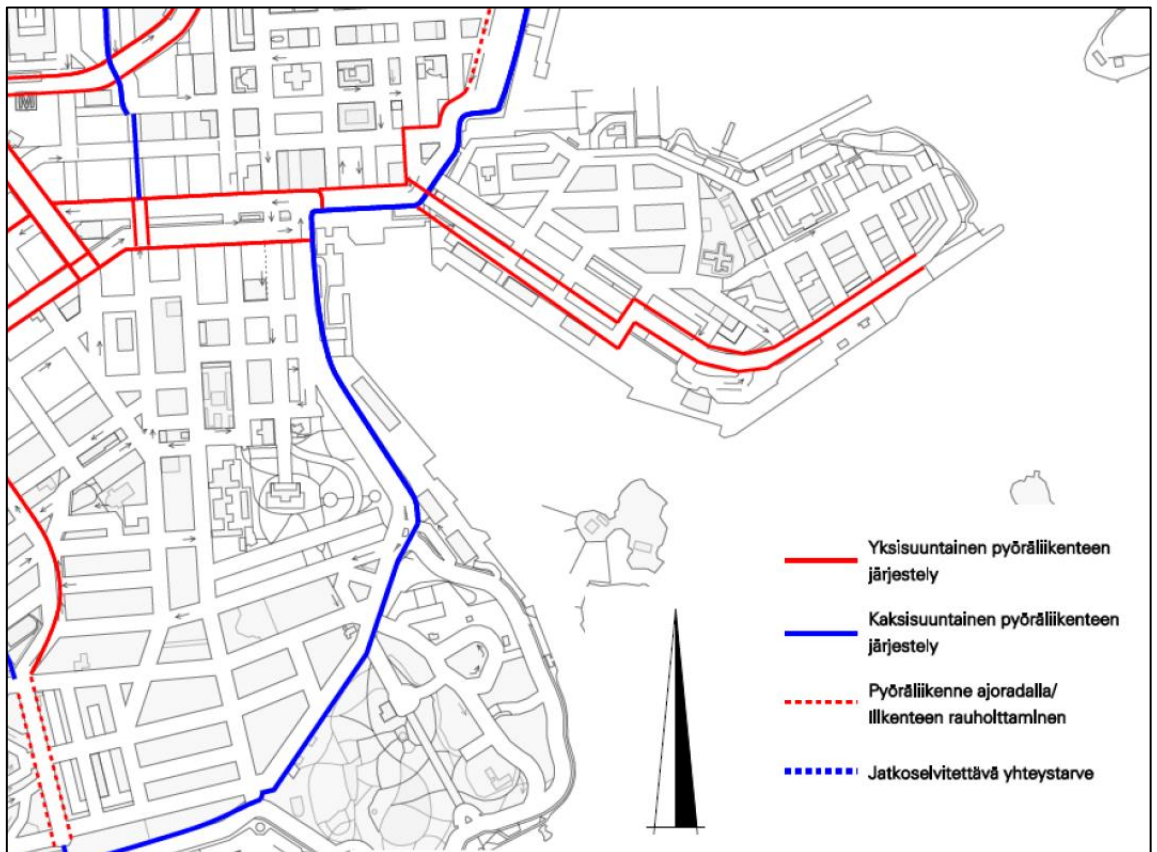 M
Yksisuuntainen pyöräliikenteen
järjestely
Kaksisuuntainen pyöräliikenteen
järjestely
Pyöräliikenne ajoradalla/
liikenteen rauhoittaminen
Jatkoselvitettävä yhteystarve